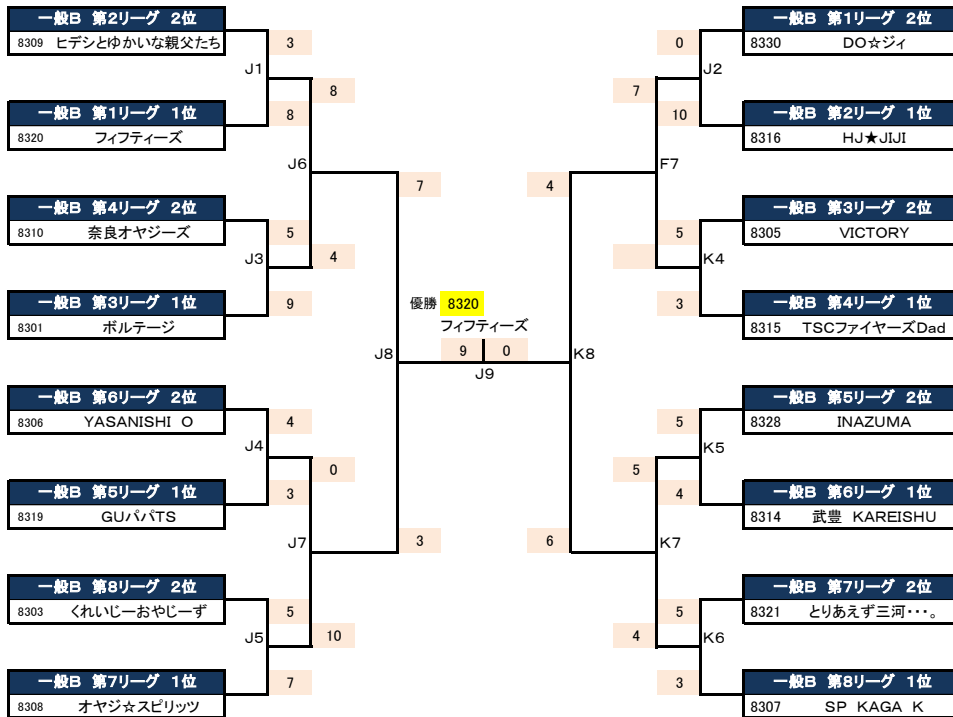 一般B 第2リーグ 2位
8309 ヒデシとゆかいな親父たち
3
J1
8
8
一般B 第1リーグ 1位
8320 フィフティーズ
J6
7
一般B 第4リーグ 2位
8310 奈良オヤジーズ
5
J3
4
9
一般B 第3リーグ 1位
8301 ボルテージ
J8
一般B 第6リーグ 2位
8306 YASANISHI O
4
J4
0
3
一般B 第5リーグ 1位
8319 GUパパTS
J7
3
一般B 第8リーグ 2位
8303 くれいじーおやじーず
5
J5
10
7
一般B 第7リーグ 1位
8308 オヤジ☆スピリッツ
優勝 8320
フィフティーズ
9 0
J9
一般B 第1リーグ 2位
8330 DO☆ジィ
0
J2
7
10
一般B 第2リーグ 1位
8316 HJ★JIJI
F7
4
一般B 第3リーグ 2位
8305 VICTORY
5
K4
3
一般B 第4リーグ 1位
8315 TSCファイヤーズDad
K8
一般B 第5リーグ 2位
8328 INAZUMA
5
K5
5
4
一般B 第6リーグ 1位
8314 武豊 KAREISHU
K7
6
一般B 第7リーグ 2位
8321 とりあえず三河・・・。
5
K6
4
3
一般B 第8リーグ 1位
8307 SP KAGA K